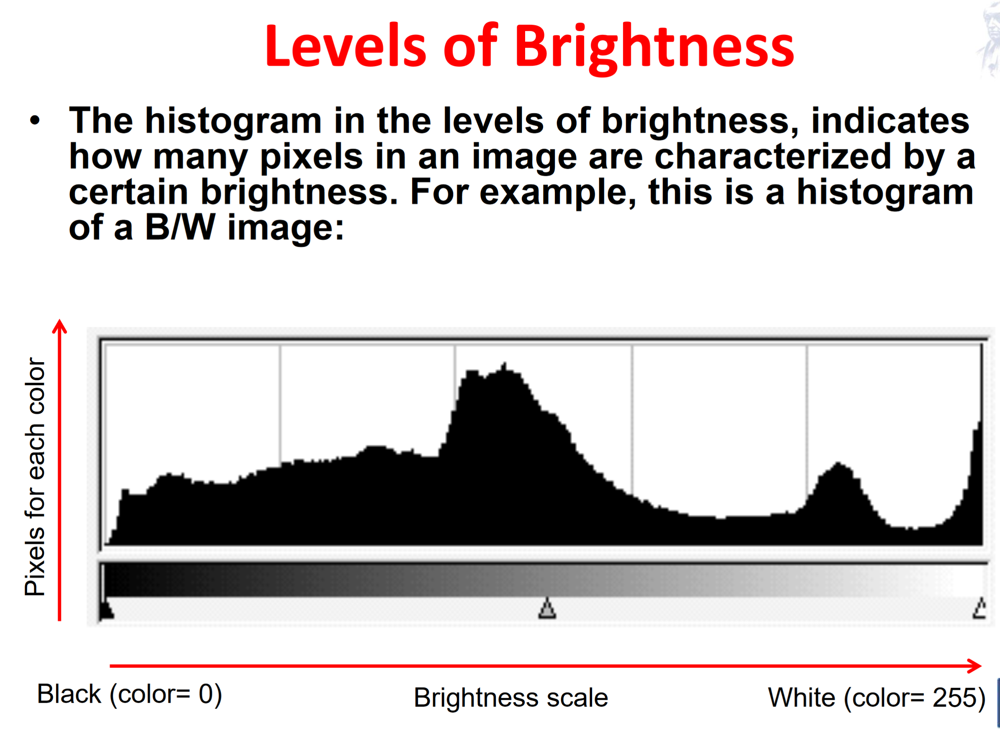 Levels of Brightness
• The histogram in the levels of brightness, indicates
how many pixels in an image are characterized by a
certain brightness. For example, this is a histogram
of a B/W image:
Pixels for each color
Black (color= 0)
Brightness scale
White (color= 255)